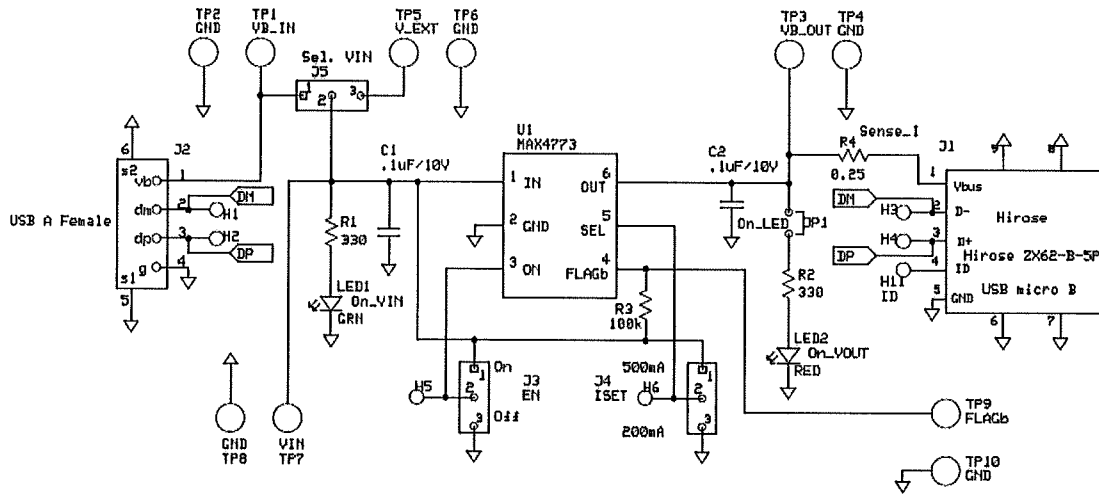 TP2
GND
TP1
VB_IN
TP5
V_EXT
TP6
GND
TP3
VB_OUT
TP4
GND
Sel. VIN
J5
1
2
3
U1
MAX4773
C1
.1uF/10V
C2
.1uF/10V
Sense_I
R4
0.25
J1
9
8
6
J2
s2
vb
1
USB A Female
dm
2
DM
H1
dp
3
H2
DP
g
4
s1
5
R1
330
LED1
On_VIN
GRN
1 IN
2 GND
3 ON
OUT 6
SEL 5
FLAGb 4
R3
100k
On_LED
JP1
R2
330
LED2
On_VOUT
RED
1
Vbus
DM
H3
2
D-
H4
3
D+
DP
4
ID
H11
ID
5
GND
Hirose
Hirose ZX62-B-5P
USB micro B
6
7
H5
1
2
3
On
Off
J3
EN
J4
ISET
H6
500mA
1
2
3
200mA
GND
TP8
VIN
TP7
TP9
FLAGb
TP10
GND